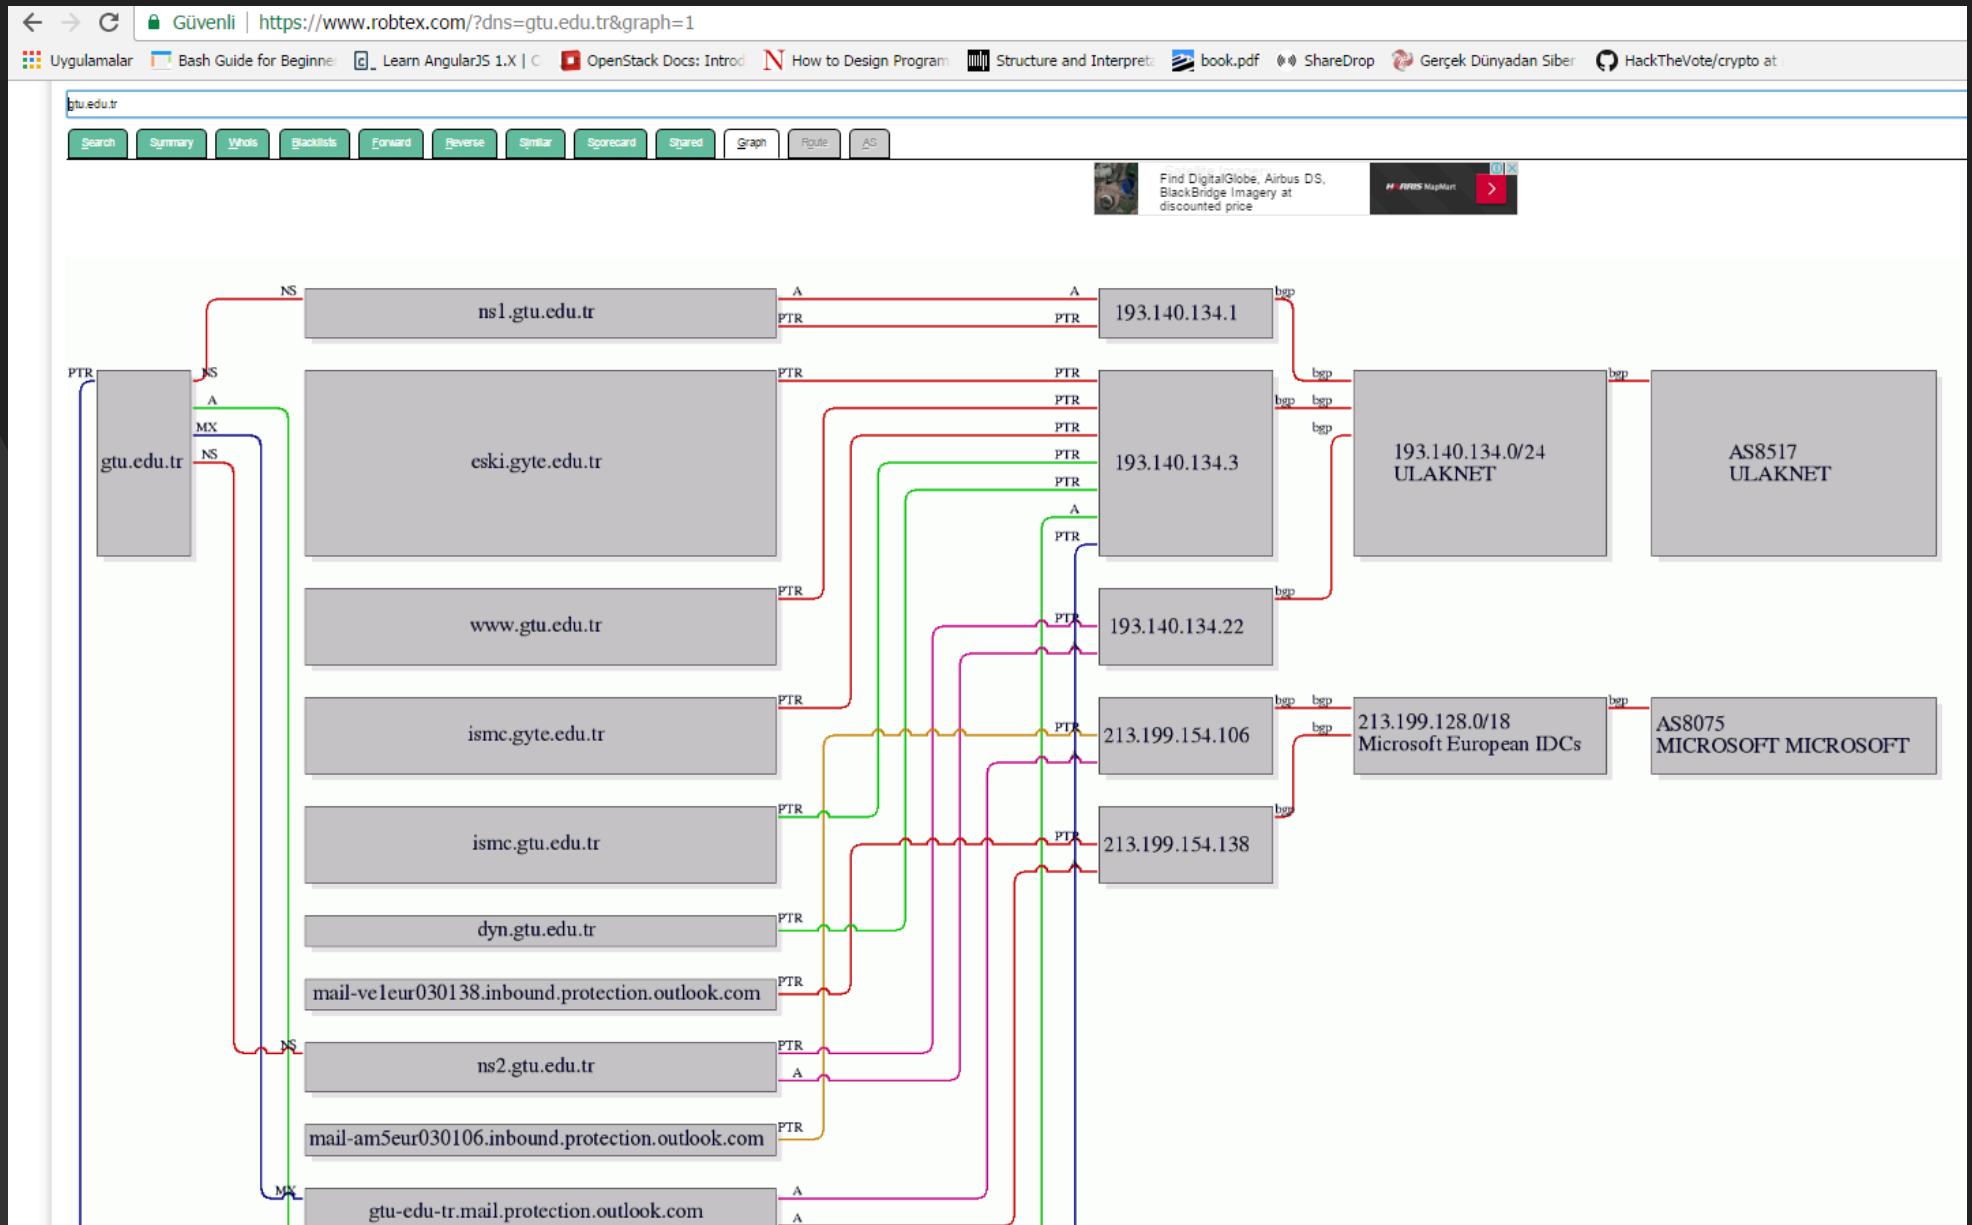 Güvenli
https://www.robtex.com/?dns=gtu.edu.tr&graph=1
Uygulamalar
Bash Guide for Beginne
Learn AngularJS 1.X | C
OpenStack Docs: Introd
How to Design Program
Structure and Interpret
book.pdf
ShareDrop
Gerçek Dünyadan Siber
HackTheVote/crypto at
gtu.edu.tr
Search
Summary
Whois
Blacklists
Forward
Reverse
Similar
Scorecard
Shared
Graph
Route
AS
Find DigitalGlobe, Airbus DS,
BlackBridge Imagery at
discounted price
HARRIS MapMart
NS
A
A
bgp
ns1.gtu.edu.tr
193.140.134.1
PTR
PTR
PTR
NS
PTR
PTR
bgp
bgp
A
PTR
bgp
bgp
MX
PTR
bgp
gtu.edu.tr
NS
eski.gyte.edu.tr
PTR
193.140.134.3
193.140.134.0/24
ULAKNET
AS8517
ULAKNET
PTR
A
PTR
PTR
bgp
www.gtu.edu.tr
PTR
193.140.134.22
PTR
bgp
bgp
bgp
ismc.gyte.edu.tr
PTR
213.199.154.106
bgp
213.199.128.0/18
Microsoft European IDCs
AS8075
MICROSOFT MICROSOFT
PTR
bgp
ismc.gtu.edu.tr
PTR
213.199.154.138
PTR
dyn.gtu.edu.tr
PTR
mail-ve1eur030138.inbound.protection.outlook.com
NS
PTR
ns2.gtu.edu.tr
A
PTR
mail-am5eur030106.inbound.protection.outlook.com
MX
A
gtu-edu-tr.mail.protection.outlook.com
A